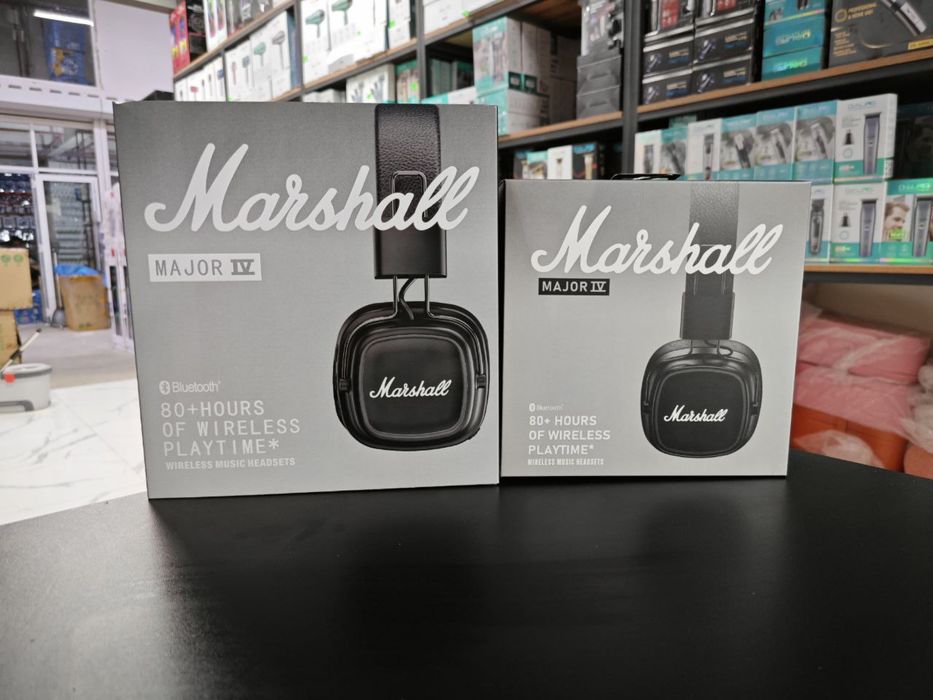 Marshall
MAJOR IV
Marshall
Bluetooth®
80+HOURS
OF WIRELESS
PLAYTIME*
WIRELESS MUSIC HEADSETS
Marshall
MAJOR IV
Marshall
Bluetooth®
80+ HOURS
OF WIRELESS
PLAYTIME*
WIRELESS MUSIC HEADSETS